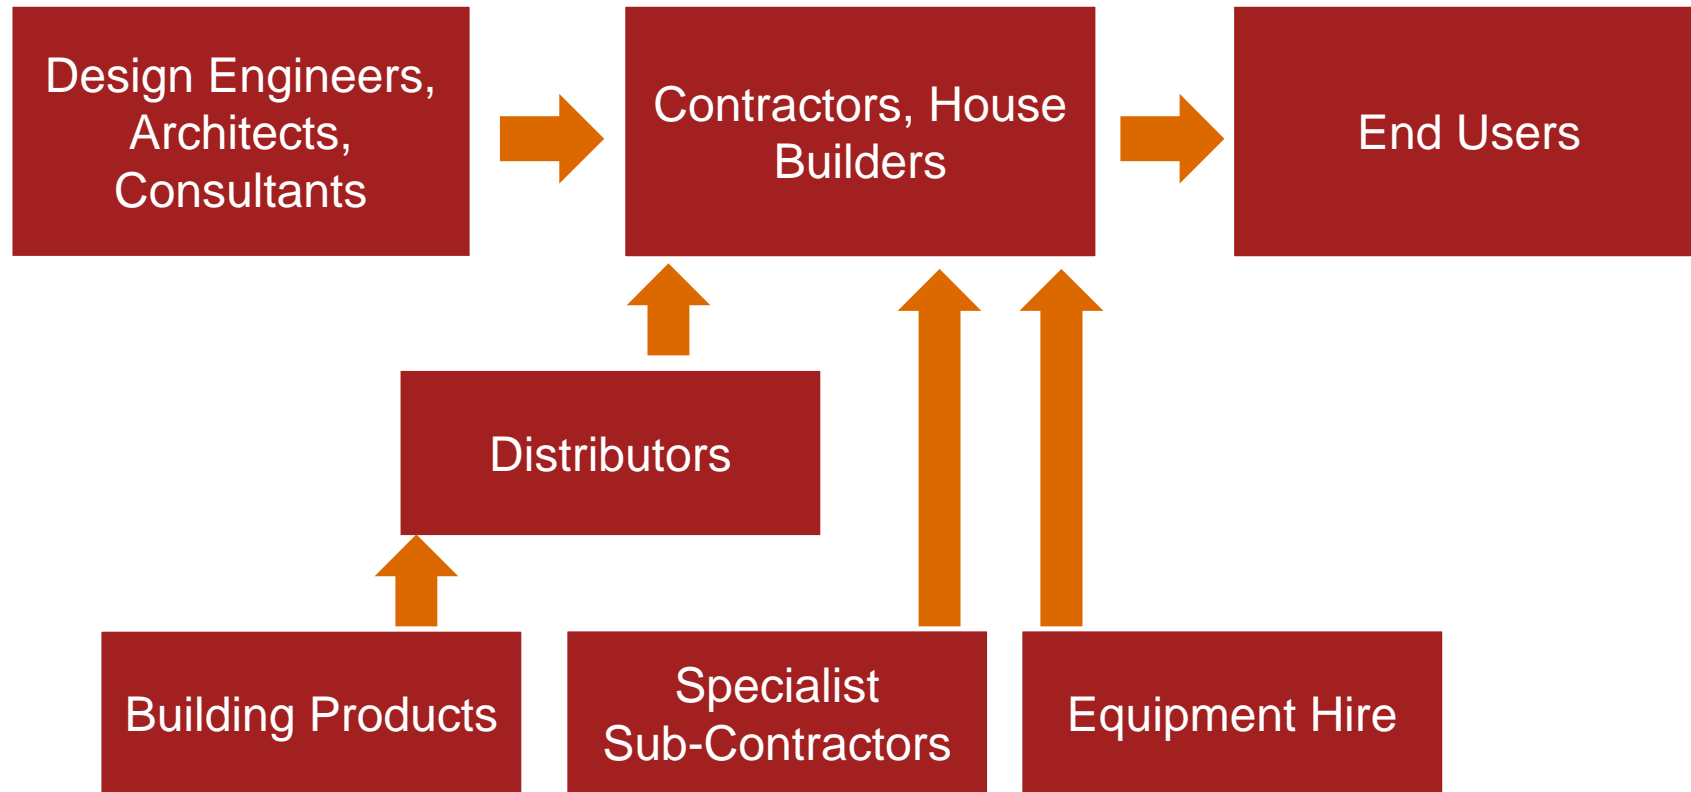 Design Engineers,
Architects,
Consultants
Contractors, House
Builders
End Users
Distributors
Building Products
Specialist
Sub-Contractors
Equipment Hire